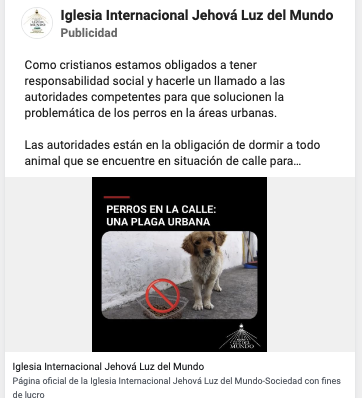 Iglesia Internacional Jehová Luz del Mundo
Publicidad
Como cristianos estamos obligados a tener
responsabilidad social y hacerle un llamado a las
autoridades competentes para que solucionen la
problemática de los perros en la áreas urbanas.
Las autoridades están en la obligación de dormir a todo
animal que se encuentre en situación de calle para...
PERROS EN LA CALLE:
UNA PLAGA URBANA
DEL
MUNDO
Iglesia Internacional Jehová Luz del Mundo
Página oficial de la Iglesia Internacional Jehová Luz del Mundo-Sociedad con fines
de lucro